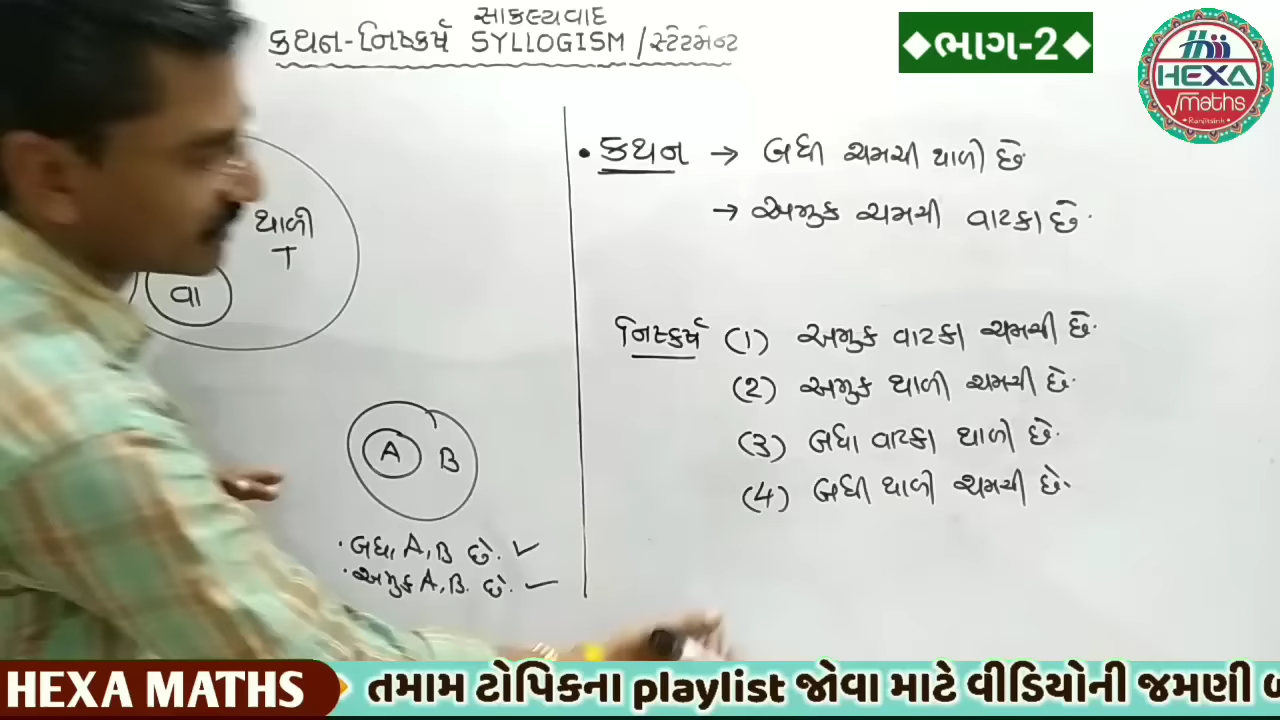 સાકલ્યવાદ
કથન-નિષ્કર્ષ SYLLOGISM / સ્ટેટમેન્ટ
◆ભાગ-2◆
HEXA
√maths
Ranjitsinh
થાળી
T
વા
A B
• બધા A, B છે. ✓
• અમુક A, B. છે.
• કથન → બધી ચમચી થાળી છે
→ અમુક ચમચી વાટકા છે.
નિષ્કર્ષ (1) અમુક વાટકા ચમચી છે.
(2) અમુક થાળી ચમચી છે.
(3) બધા વાટકા થાળી છે.
(4) બધી થાળી ચમચી છે.
HEXA MATHS તમામ ટોપિકના playlist જોવા માટે વીડિયોની જમણી